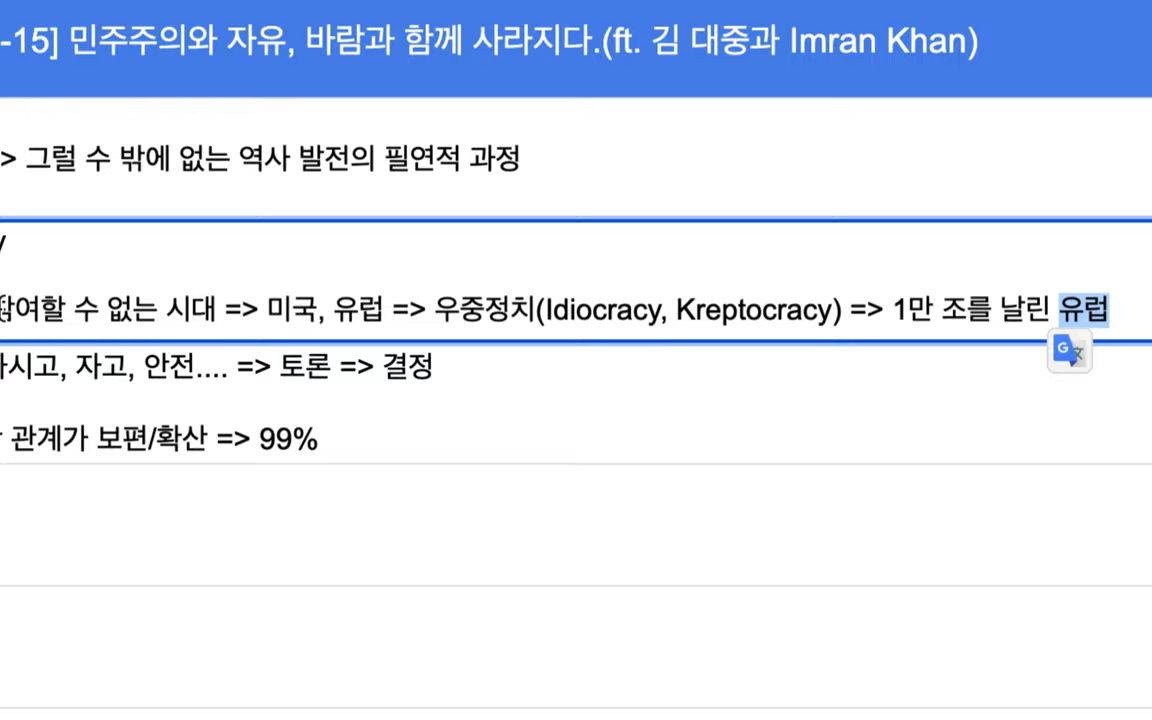 -15] 민주주의와 자유, 바람과 함께 사라지다.(ft. 김 대중과 Imran Khan)
> 그럴 수 밖에 없는 역사 발전의 필연적 과정
/
참여할 수 없는 시대 => 미국, 유럽 => 우중정치(Idiocracy, Kreptocracy) => 1만 조를 날린 유럽
마시고, 자고, 안전.... => 토론 => 결정
관계가 보편/확산 => 99%